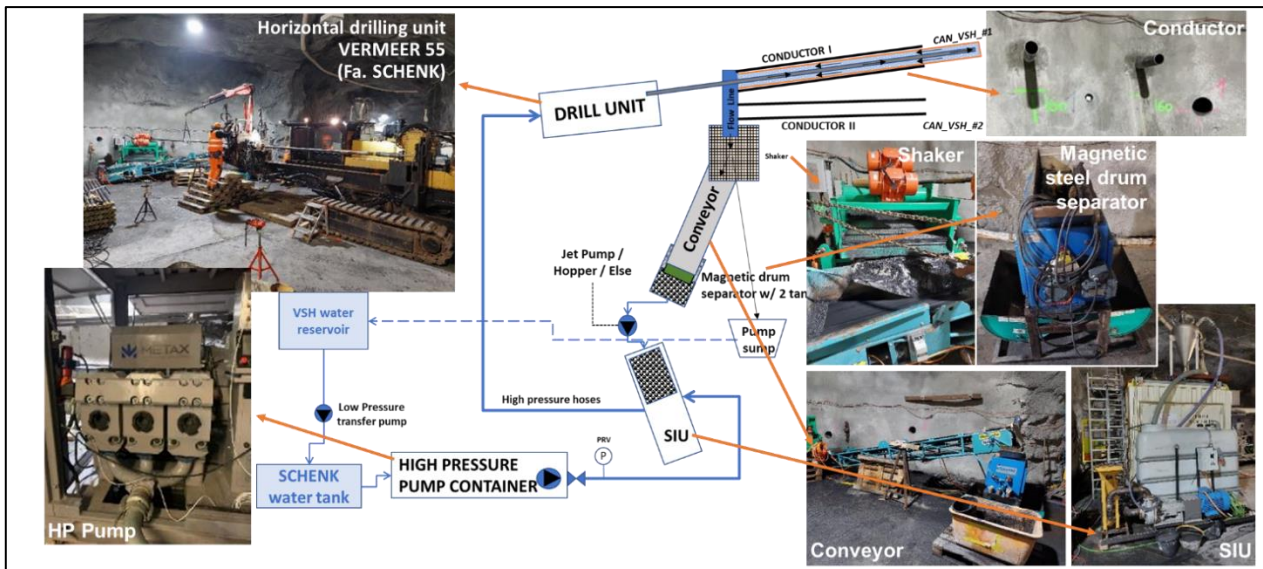 Horizontal drilling unit
VERMEER 55
(Fa. SCHENK)
CONDUCTOR I
CAN_VSH_#1
Conductor
DRILL UNIT
Flow Line
CONDUCTOR II
CAN_VSH_#2
Shaker
Shaker
Magnetic
steel drum
separator
Conveyor
Jet Pump /
Hopper / Else
Magnetic drum
separator w/ 2 tan
VSH water
reservoir
Pump
sump
METAX
Low Pressure
transfer pump
High pressure hoses
SIU
PRV
P
SCHENK
water tank
HIGH PRESSURE
PUMP CONTAINER
HP Pump
Conveyor
SIU